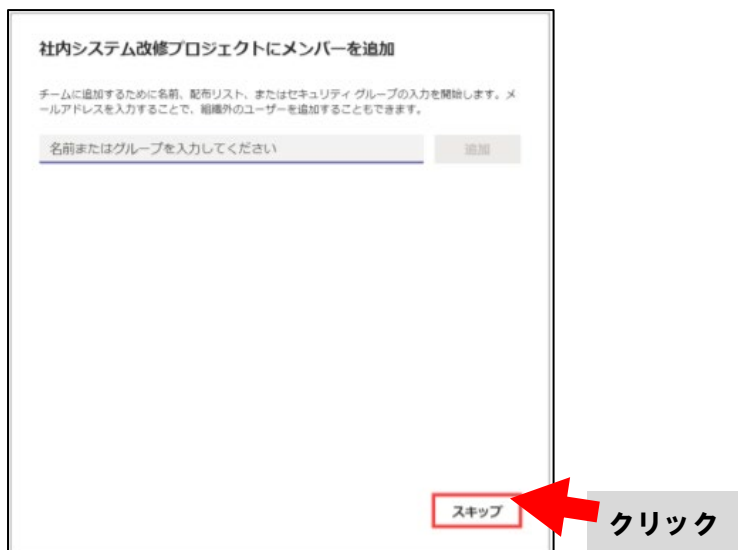 社内システム改修プロジェクトにメンバーを追加
チームに追加するために名前、配布リスト、またはセキュリティ グループの入力を開始します。メ
ールアドレスを入力することで、組織外のユーザーを追加することもできます。
名前またはグループを入力してください
追加
スキップ
クリック